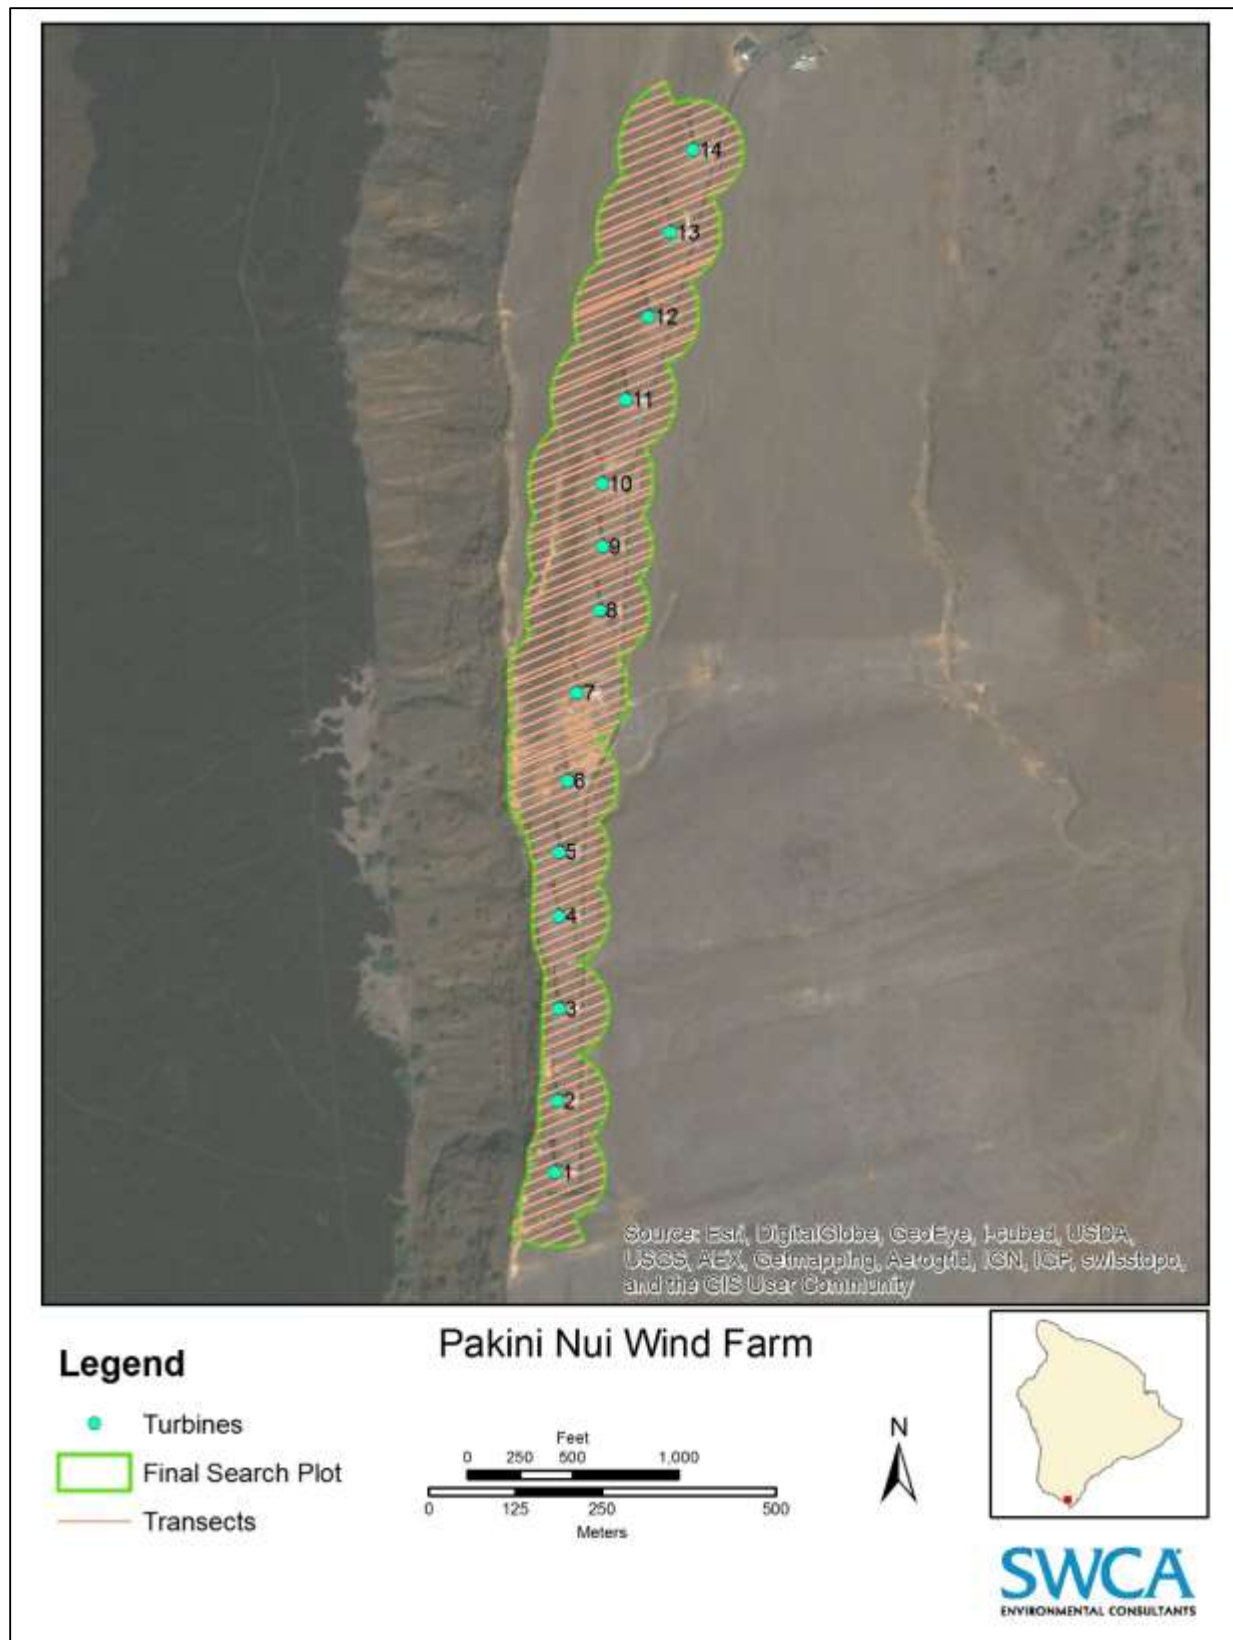 14
13
12
11
10
9
8
7
6
5
4
3
2
1
Source: Esri, DigitalGlobe, GeoEye, i-cubed, USDA,
USGS, AEX, Getmapping, Aerogrid, IGN, IGP, swisstopo,
and the GIS User Community
Pakini Nui Wind Farm
Legend
Turbines
Final Search Plot
Transects
Feet
0 250 500 1,000
0 125 250 500
Meters
N
SWCA
ENVIRONMENTAL CONSULTANTS